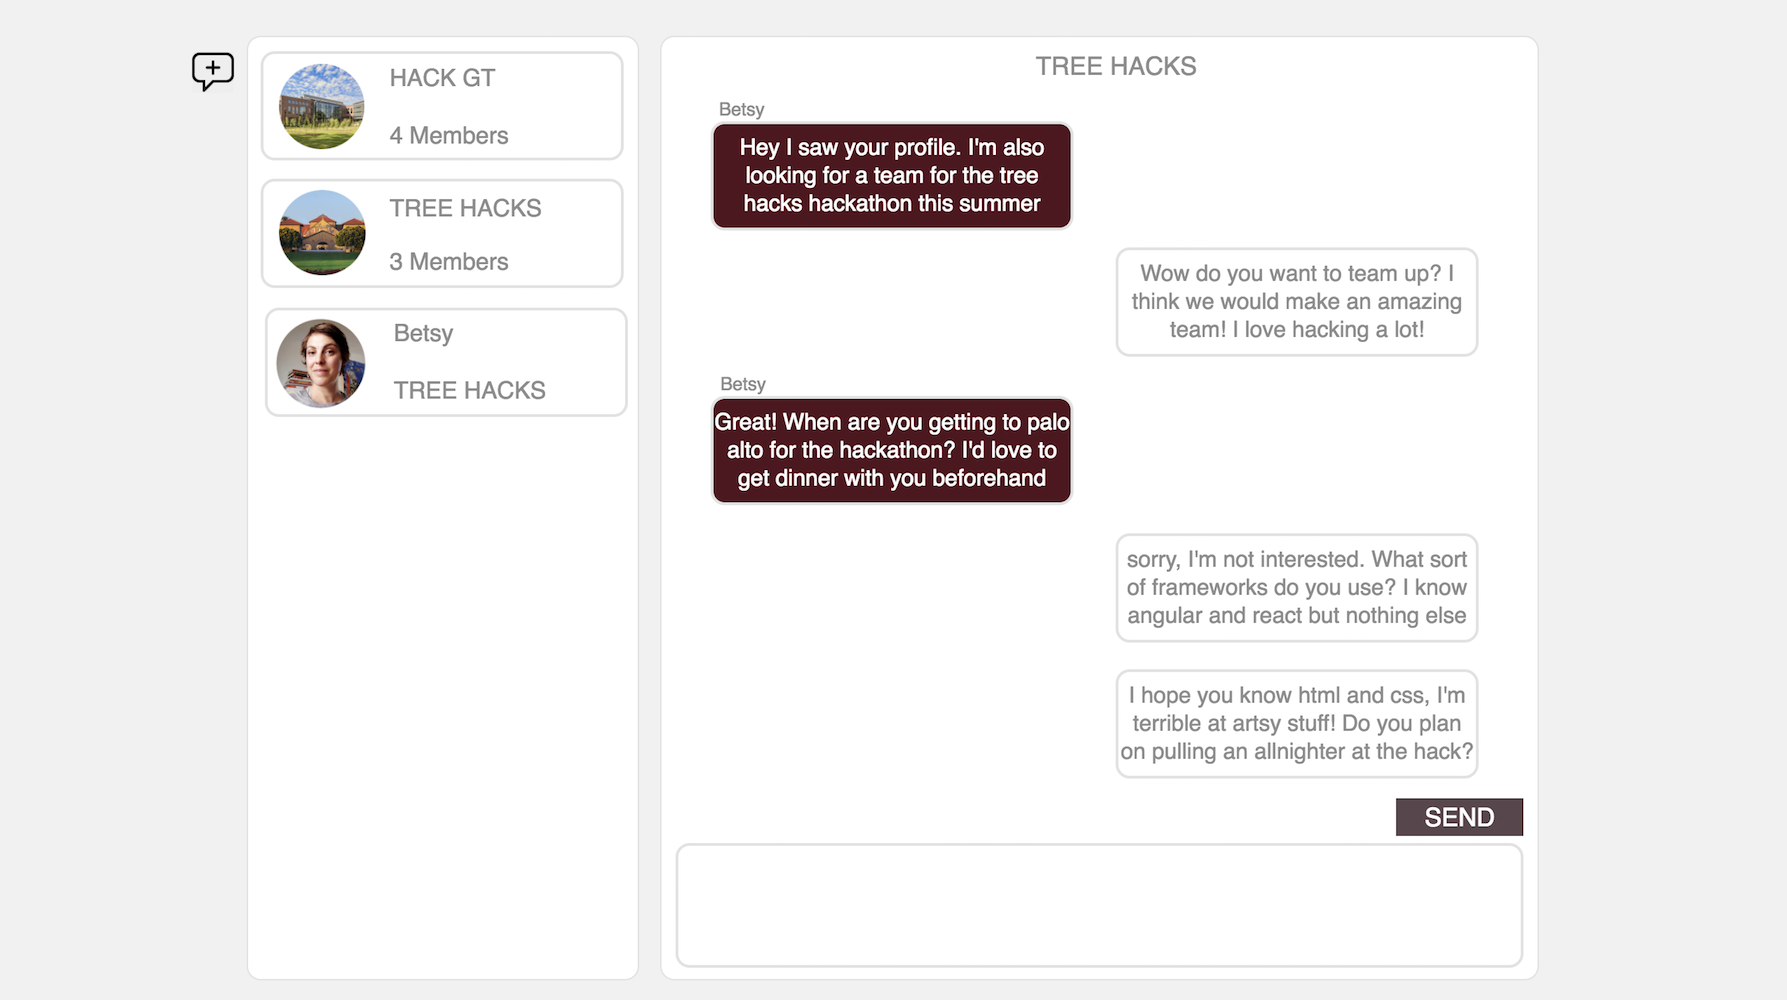 HACK GT
4 Members
TREE HACKS
3 Members
Betsy
TREE HACKS
TREE HACKS
Betsy
Hey I saw your profile. I'm also
looking for a team for the tree
hacks hackathon this summer
Wow do you want to team up? I
think we would make an amazing
team! I love hacking a lot!
Betsy
Great! When are you getting to palo
alto for the hackathon? I'd love to
get dinner with you beforehand
sorry, I'm not interested. What sort
of frameworks do you use? I know
angular and react but nothing else
I hope you know html and css, I'm
terrible at artsy stuff! Do you plan
on pulling an allnighter at the hack?
SEND